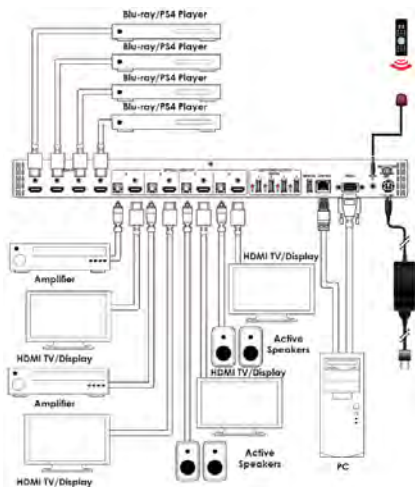 Blu-ray/PS4 Player
Blu-ray/PS4 Player
Blu-ray/PS4 Player
Blu-ray/PS4 Player
Amplifier
HDMI TV/Display
HDMI TV/Display
Active
Speakers
HDMI TV/Display
Amplifier
HDMI TV/Display
Active
Speakers
PC